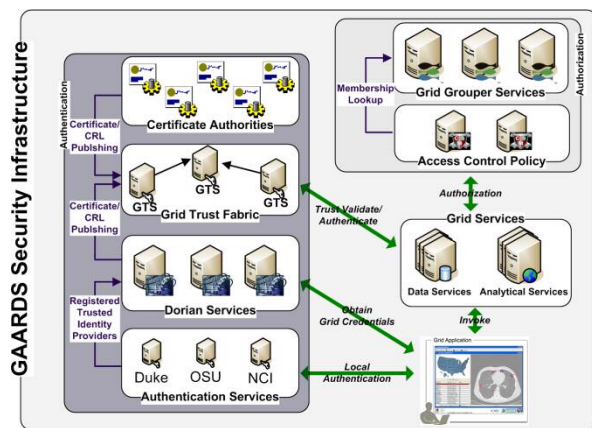 GAARDS Security Infrastructure
Authentication
Certificate Authorities
Certificate/
CRL
Publshing
GTS
GTS
GTS
Grid Trust Fabric
Certificate/
CRL
Publshing
Dorian Services
Registered
Trusted
Identity
Providers
Duke
OSU
NCI
Authentication Services
Authorization
Grid Grouper Services
Membership
Lookup
Access Control Policy
Authorization
Grid Services
Data Services
Analytical Services
Trust Validate/
Authenticate
Obtain
Grid Credentials
Local
Authentication
Invoke
Grid Application